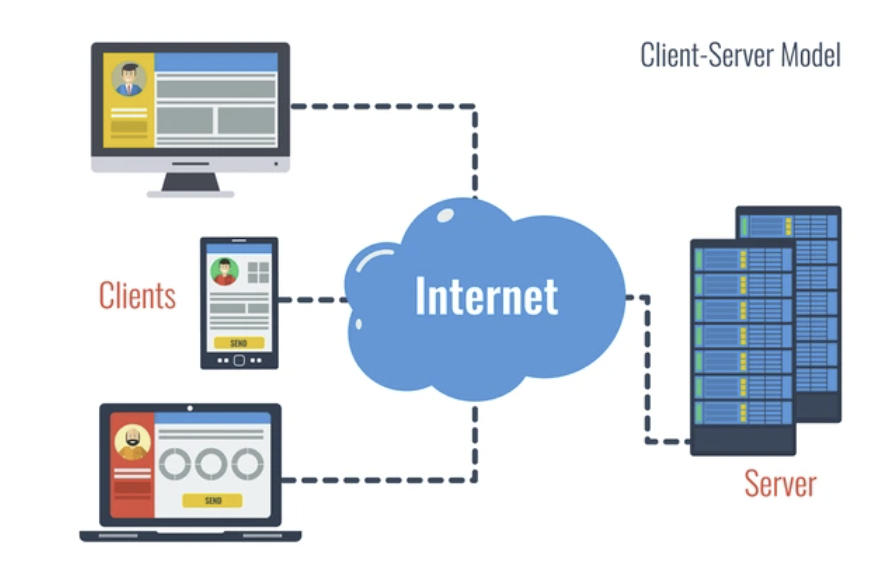 Client-Server Model
Internet
Clients
SEND
SEND
Server